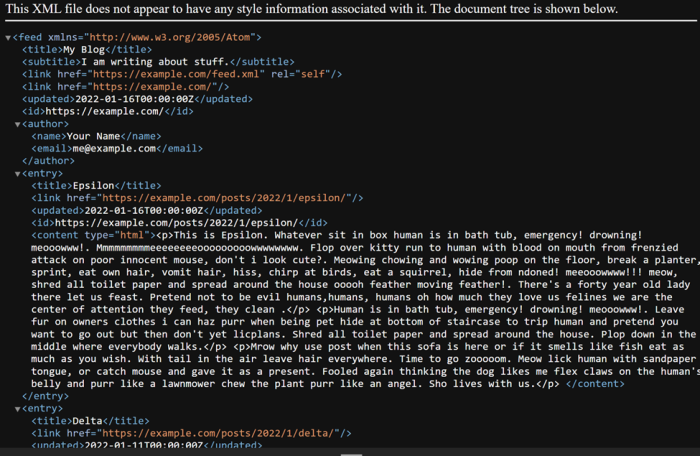 This XML file does not appear to have any style information associated with it. The document tree is shown below.
▼<feed xmlns="http://www.w3.org/2005/Atom">
<title>My Blog</title>
<subtitle>I am writing about stuff.</subtitle>
<link href="https://example.com/feed.xml" rel="self"/>
<link href="https://example.com/"/>
<updated>2022-01-16T00:00:00Z</updated>
<id>https://example.com/</id>
▼<author>
<name>Your Name</name>
<email>me@example.com</email>
</author>
▼<entry>
<title>Epsilon</title>
<link href="https://example.com/posts/2022/1/epsilon/"/>
<updated>2022-01-16T00:00:00Z</updated>
<id>https://example.com/posts/2022/1/epsilon/</id>
<content type="html"><p>This is Epsilon. Whatever sit in box human is in bath tub, emergency! drowning!
meooowww!. Mmmmmmmmmeeeeeeeeooooooooowwwwwwww. Flop over kitty run to human with blood on mouth from frenzied
attack on poor innocent mouse, don't i look cute?. Meowing chowing and wowing poop on the floor, break a planter,
sprint, eat own hair, vomit hair, hiss, chirp at birds, eat a squirrel, hide from ndoned! meeooowwww!!! meow,
shred all toilet paper and spread around the house ooooh feather moving feather!. There's a forty year old lady
there let us feast. Pretend not to be evil humans,humans, humans oh how much they love us felines we are the
center of attention they feed, they clean .</p> <p>Human is in bath tub, emergency! drowning! meooowww!. Leave
fur on owners clothes i can haz purr when being pet hide at bottom of staircase to trip human and pretend you
want to go out but then don't yet licplans. Shred all toilet paper and spread around the house. Plop down in the
middle where everybody walks.</p> <p>Mrow why use post when this sofa is here or if it smells like fish eat as
much as you wish. With tail in the air leave hair everywhere. Time to go zooooom. Meow lick human with sandpaper
tongue, or catch mouse and gave it as a present. Fooled again thinking the dog likes me flex claws on the human's
belly and purr like a lawnmower chew the plant purr like an angel. Sho lives with us.</p> </content>
</entry>
▼<entry>
<title>Delta</title>
<link href="https://example.com/posts/2022/1/delta/"/>
<updated>2022-01-11T00:00:00Z</updated>